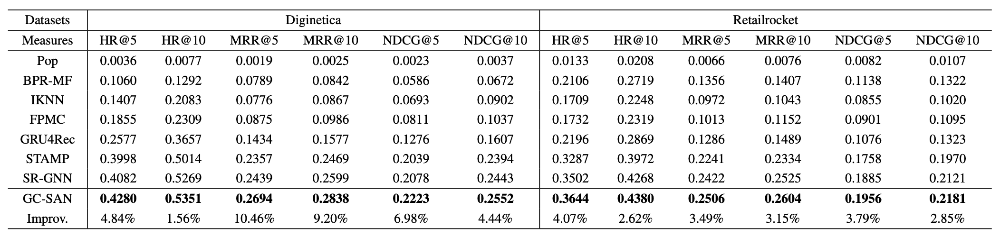 Datasets Diginetica Retailrocket
Measures HR@5 HR@10 MRR@5 MRR@10 NDCG@5 NDCG@10 HR@5 HR@10 MRR@5 MRR@10 NDCG@5 NDCG@10
Pop 0.0036 0.0077 0.0019 0.0025 0.0023 0.0037 0.0133 0.0208 0.0066 0.0076 0.0082 0.0107
BPR-MF 0.1060 0.1292 0.0789 0.0842 0.0586 0.0672 0.2106 0.2719 0.1356 0.1407 0.1138 0.1322
IKNN 0.1407 0.2083 0.0776 0.0867 0.0693 0.0902 0.1709 0.2248 0.0972 0.1043 0.0855 0.1020
FPMC 0.1855 0.2309 0.0875 0.0986 0.0811 0.1037 0.1732 0.2319 0.1013 0.1152 0.0901 0.1095
GRU4Rec 0.2577 0.3657 0.1434 0.1577 0.1276 0.1607 0.2196 0.2869 0.1286 0.1489 0.1076 0.1323
STAMP 0.3998 0.5014 0.2357 0.2469 0.2039 0.2394 0.3287 0.3972 0.2241 0.2334 0.1758 0.1970
SR-GNN 0.4082 0.5269 0.2439 0.2599 0.2078 0.2443 0.3502 0.4268 0.2422 0.2525 0.1885 0.2121
GC-SAN 0.4280 0.5351 0.2694 0.2838 0.2223 0.2552 0.3644 0.4380 0.2506 0.2604 0.1956 0.2181
Improv. 4.84% 1.56% 10.46% 9.20% 6.98% 4.44% 4.07% 2.62% 3.49% 3.15% 3.79% 2.85%